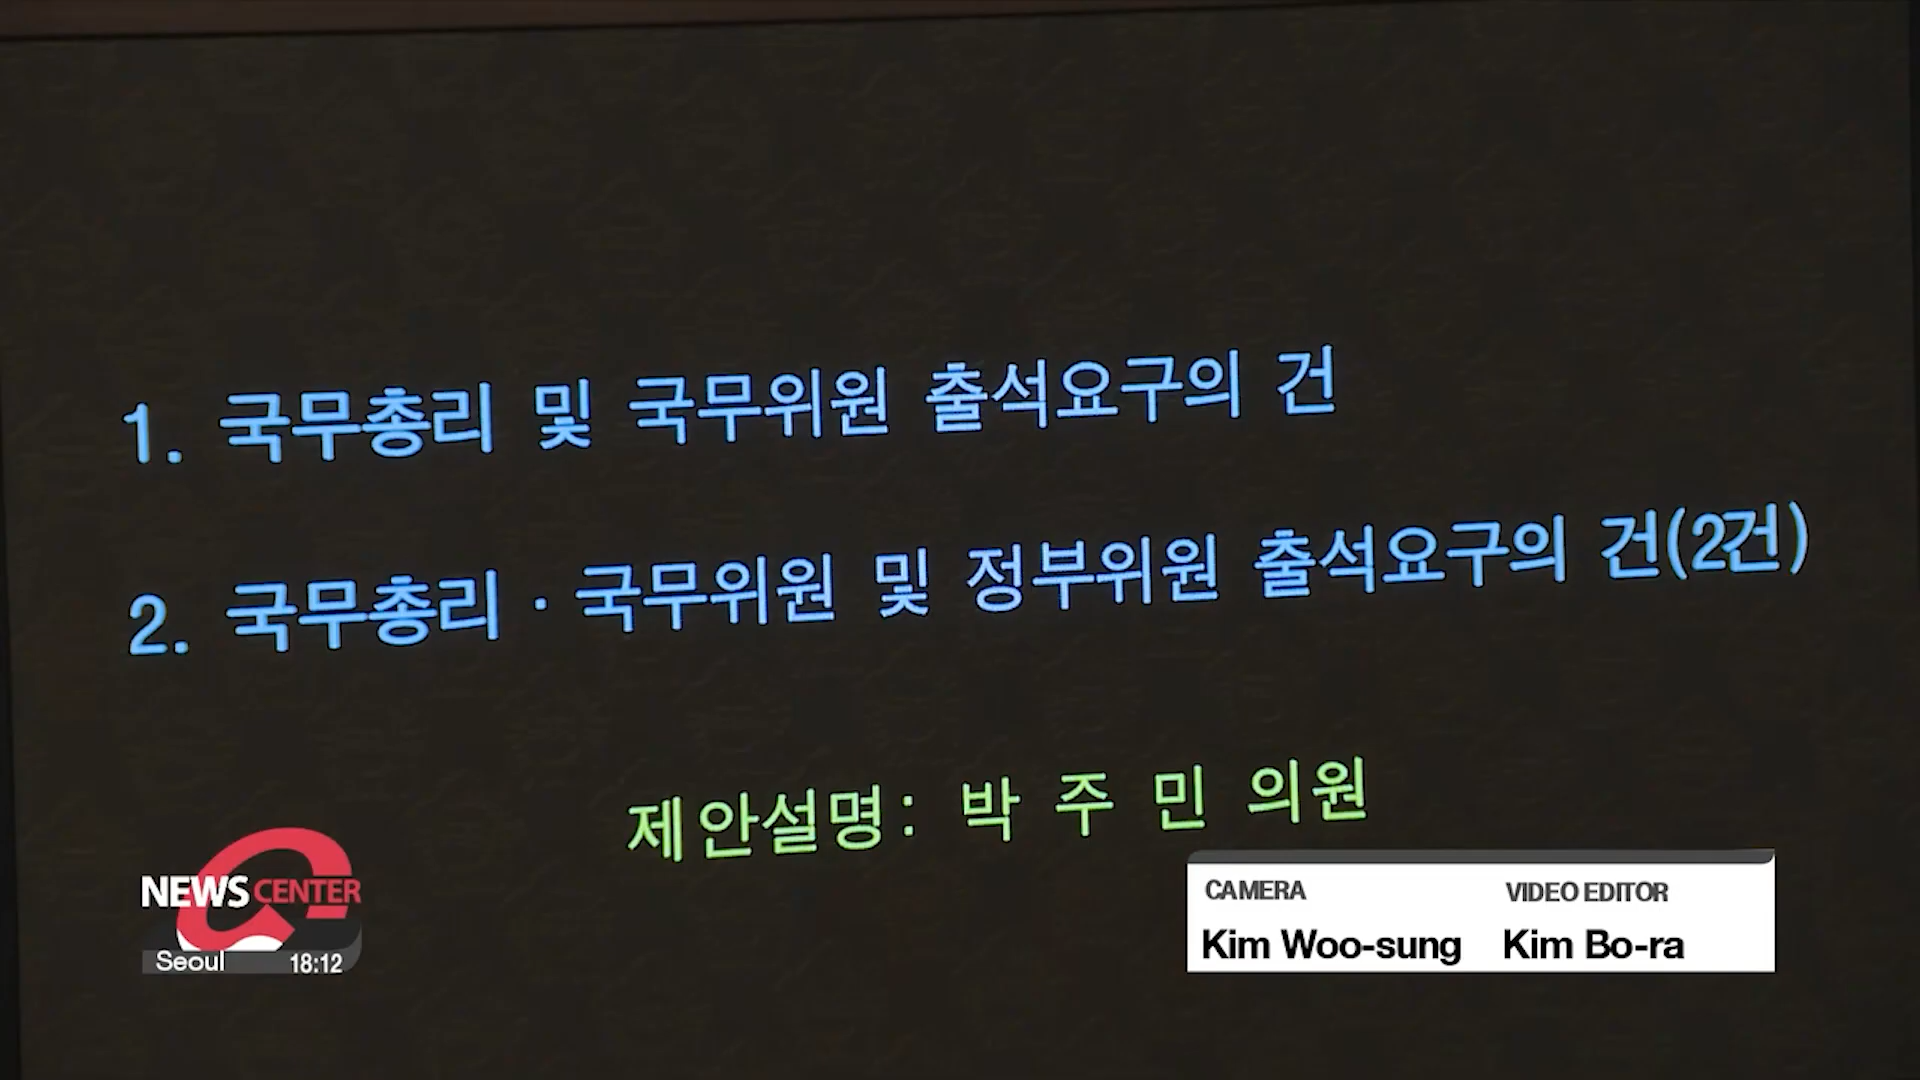 1. 국무총리 및 국무위원 출석요구의 건
2. 국무총리·국무위원 및 정부위원 출석요구의 건(2건)
제안설명: 박 주 민 의원
NEWS CENTER
Seoul 18:12
CAMERA VIDEO EDITOR
Kim Woo-sung Kim Bo-ra